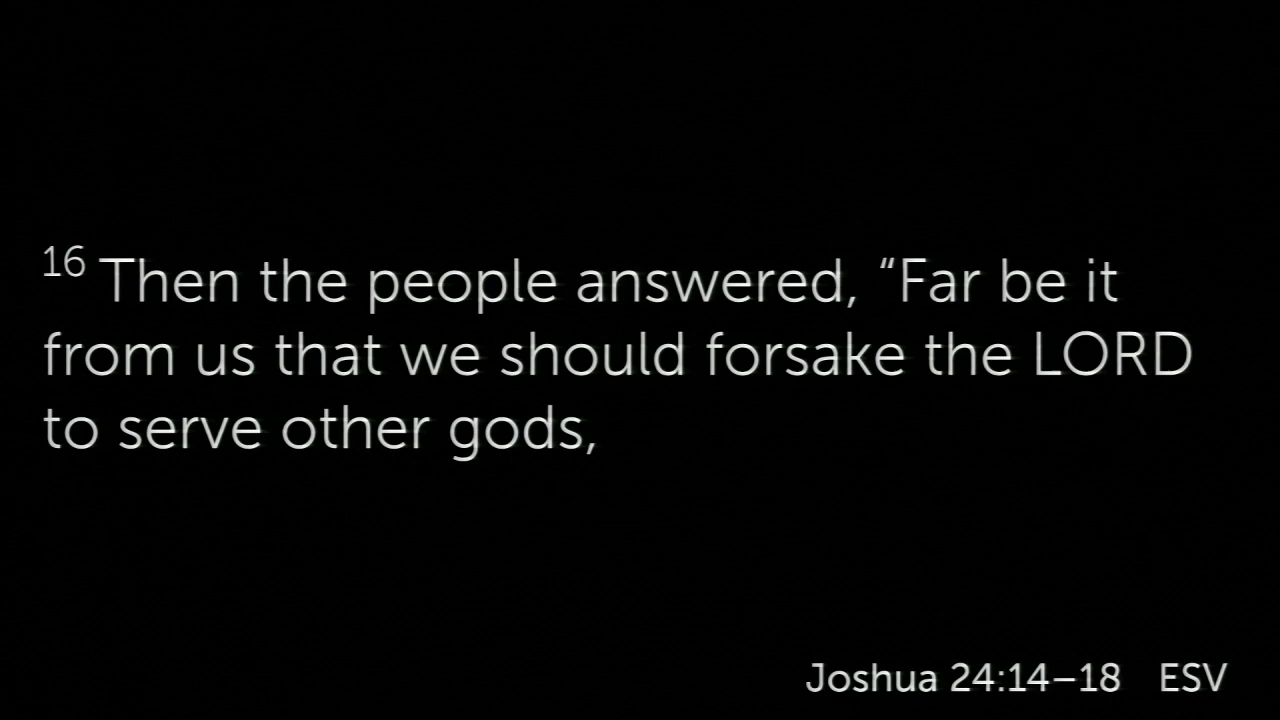 16 Then the people answered, “Far be it
from us that we should forsake the LORD
to serve other gods,
Joshua 24:14–18 ESV